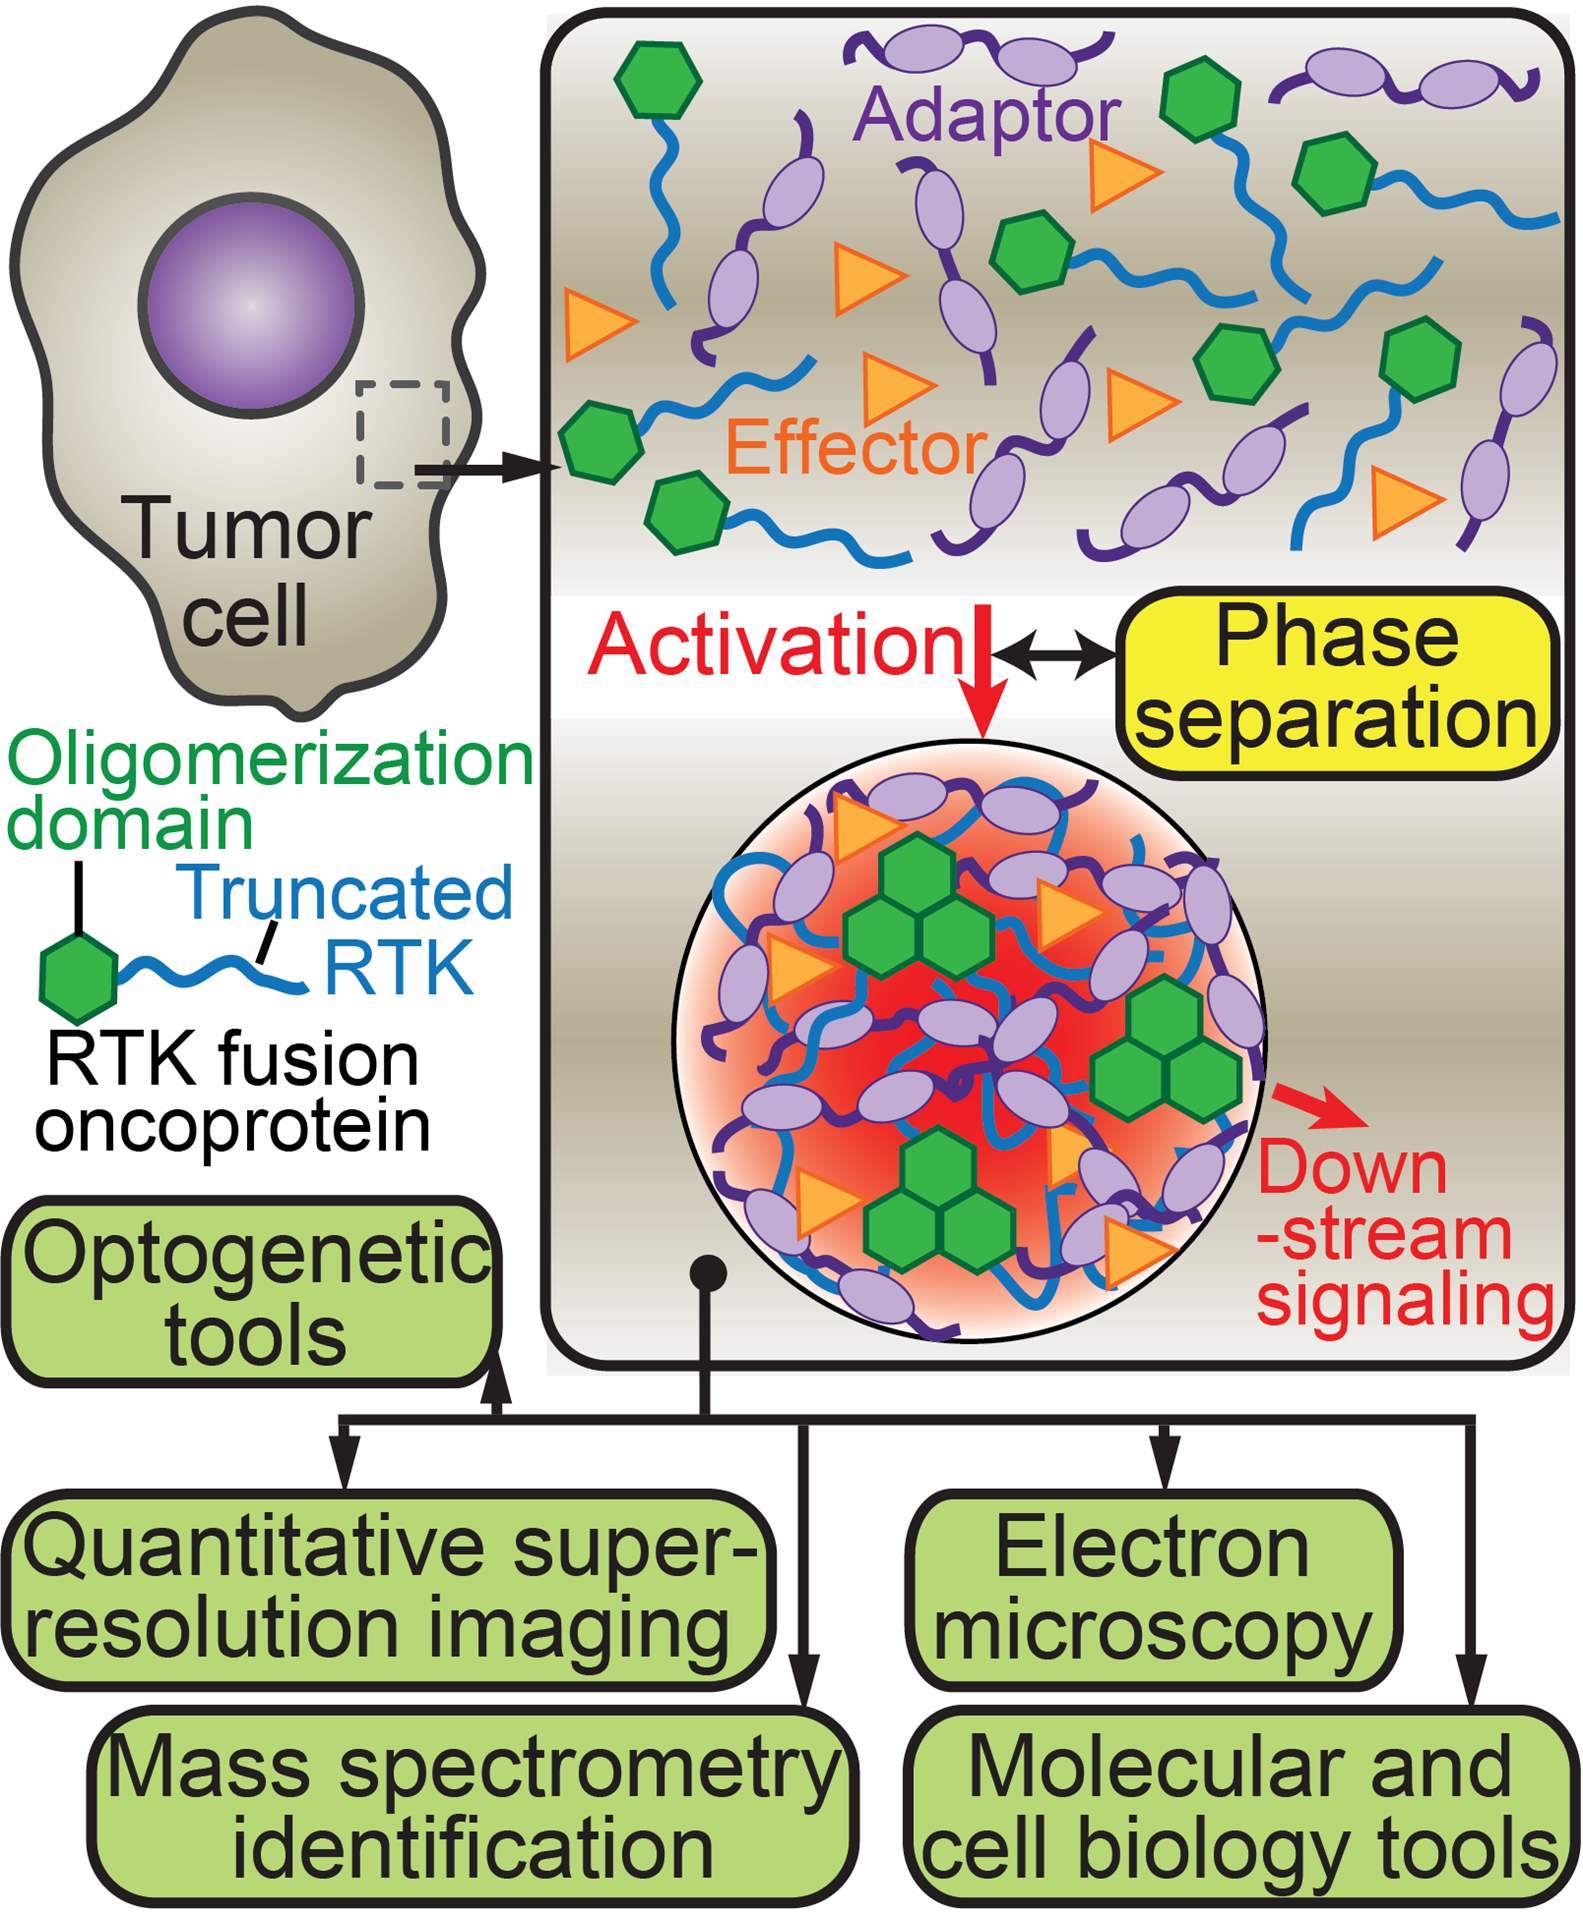 Adaptor
Effector
Tumor
cell
Activation
Phase
separation
Oligomerization
domain
Truncated
RTK
RTK fusion
oncoprotein
Down
-stream
signaling
Optogenetic
tools
Quantitative super-
resolution imaging
Electron
microscopy
Mass spectrometry
identification
Molecular and
cell biology tools